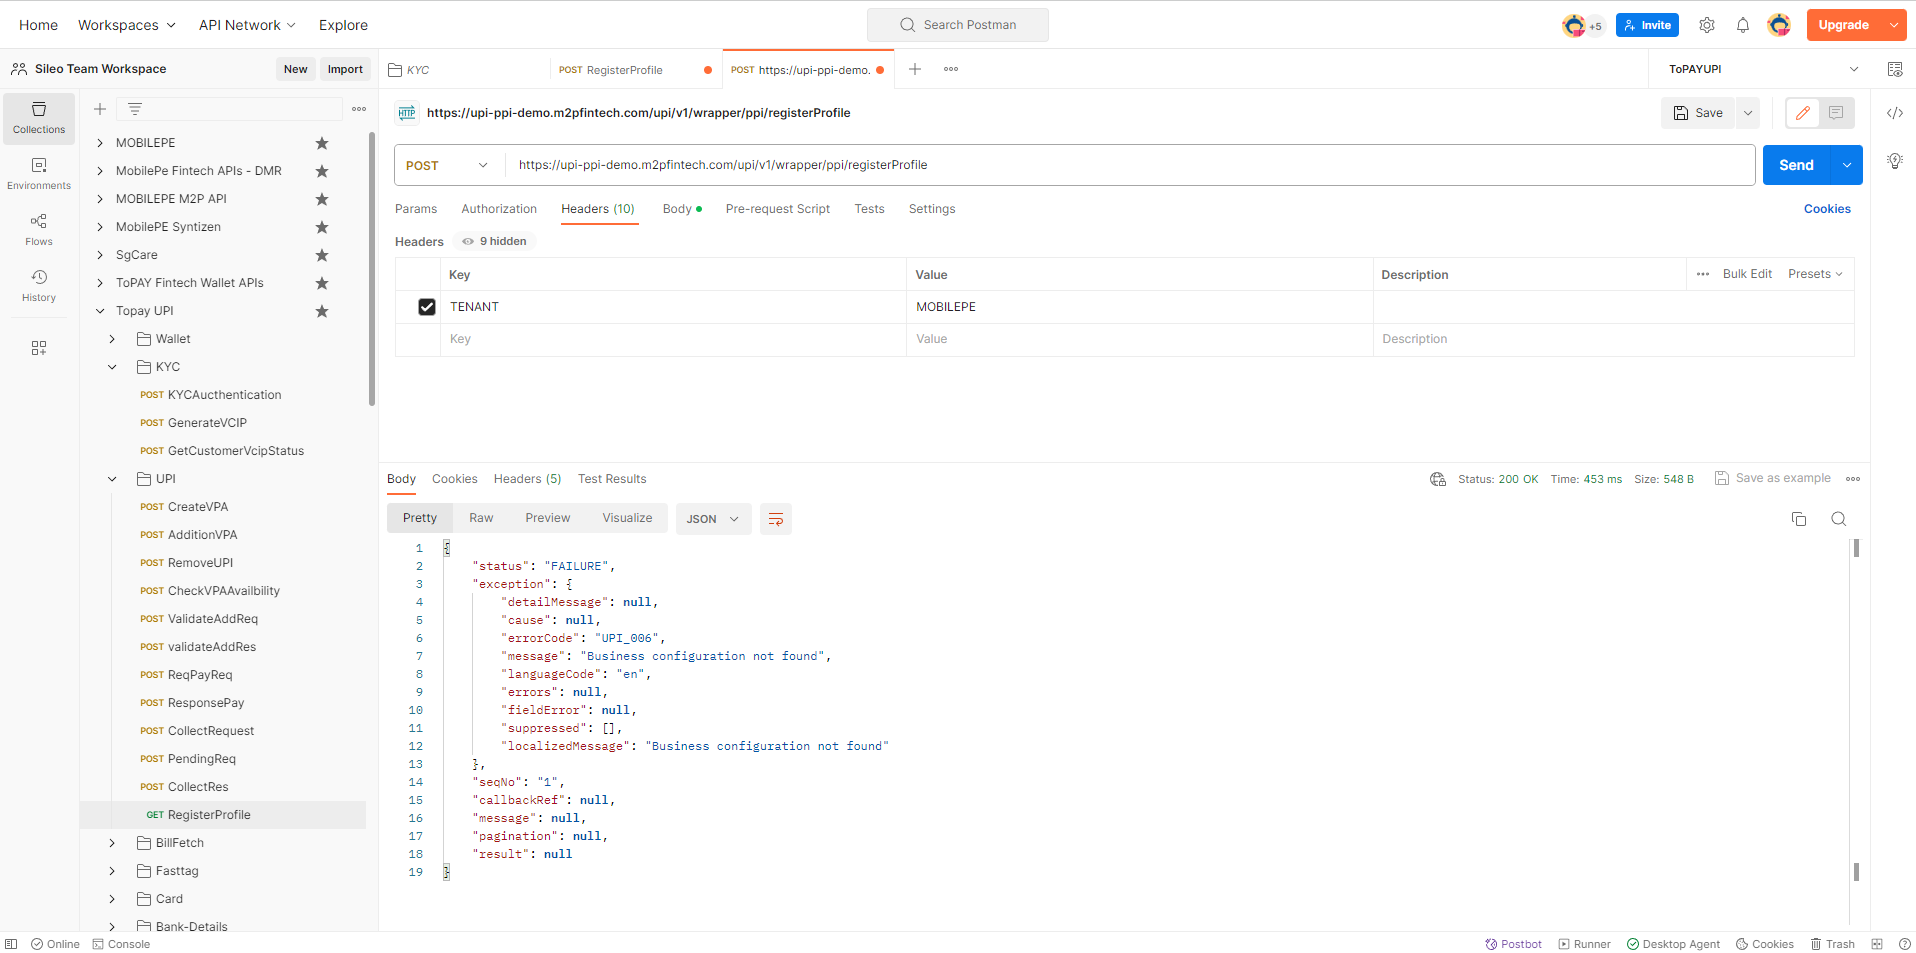 Home Workspaces API Network Explore Search Postman +5 Invite Upgrade
Sileo Team Workspace New Import KYC POST RegisterProfile POST https://upi-ppi-demo. ToPAYUPI
Collections
Environments
Flows
History
MOBILEPE
MobilePe Fintech APIs - DMR
MOBILEPE M2P API
MobilePE Syntizen
SgCare
ToPAY Fintech Wallet APIs
Topay UPI
Wallet
KYC
POST KYCAucthentication
POST GenerateVCIP
POST GetCustomerVcipStatus
UPI
POST CreateVPA
POST AdditionVPA
POST RemoveUPI
POST CheckVPAAvailbility
POST ValidateAddReq
POST validateAddRes
POST ReqPayReq
POST ResponsePay
POST CollectRequest
POST PendingReq
POST CollectRes
GET RegisterProfile
BillFetch
Fasttag
Card
Bank-Details
HTTP https://upi-ppi-demo.m2pfintech.com/upi/v1/wrapper/ppi/registerProfile Save
POST https://upi-ppi-demo.m2pfintech.com/upi/v1/wrapper/ppi/registerProfile Send
Params Authorization Headers (10) Body Pre-request Script Tests Settings Cookies
Headers 9 hidden
Key Value Description Bulk Edit Presets
TENANT MOBILEPE
Key Value Description
Body Cookies Headers (5) Test Results Status: 200 OK Time: 453 ms Size: 548 B Save as example
Pretty Raw Preview Visualize JSON
1 {
2 "status": "FAILURE",
3 "exception": {
4 "detailMessage": null,
5 "cause": null,
6 "errorCode": "UPI_006",
7 "message": "Business configuration not found",
8 "languageCode": "en",
9 "errors": null,
10 "fieldError": null,
11 "suppressed": [],
12 "localizedMessage": "Business configuration not found"
13 },
14 "seqNo": "1",
15 "callbackRef": null,
16 "message": null,
17 "pagination": null,
18 "result": null
19 }
Online Console Postbot Runner Desktop Agent Cookies Trash